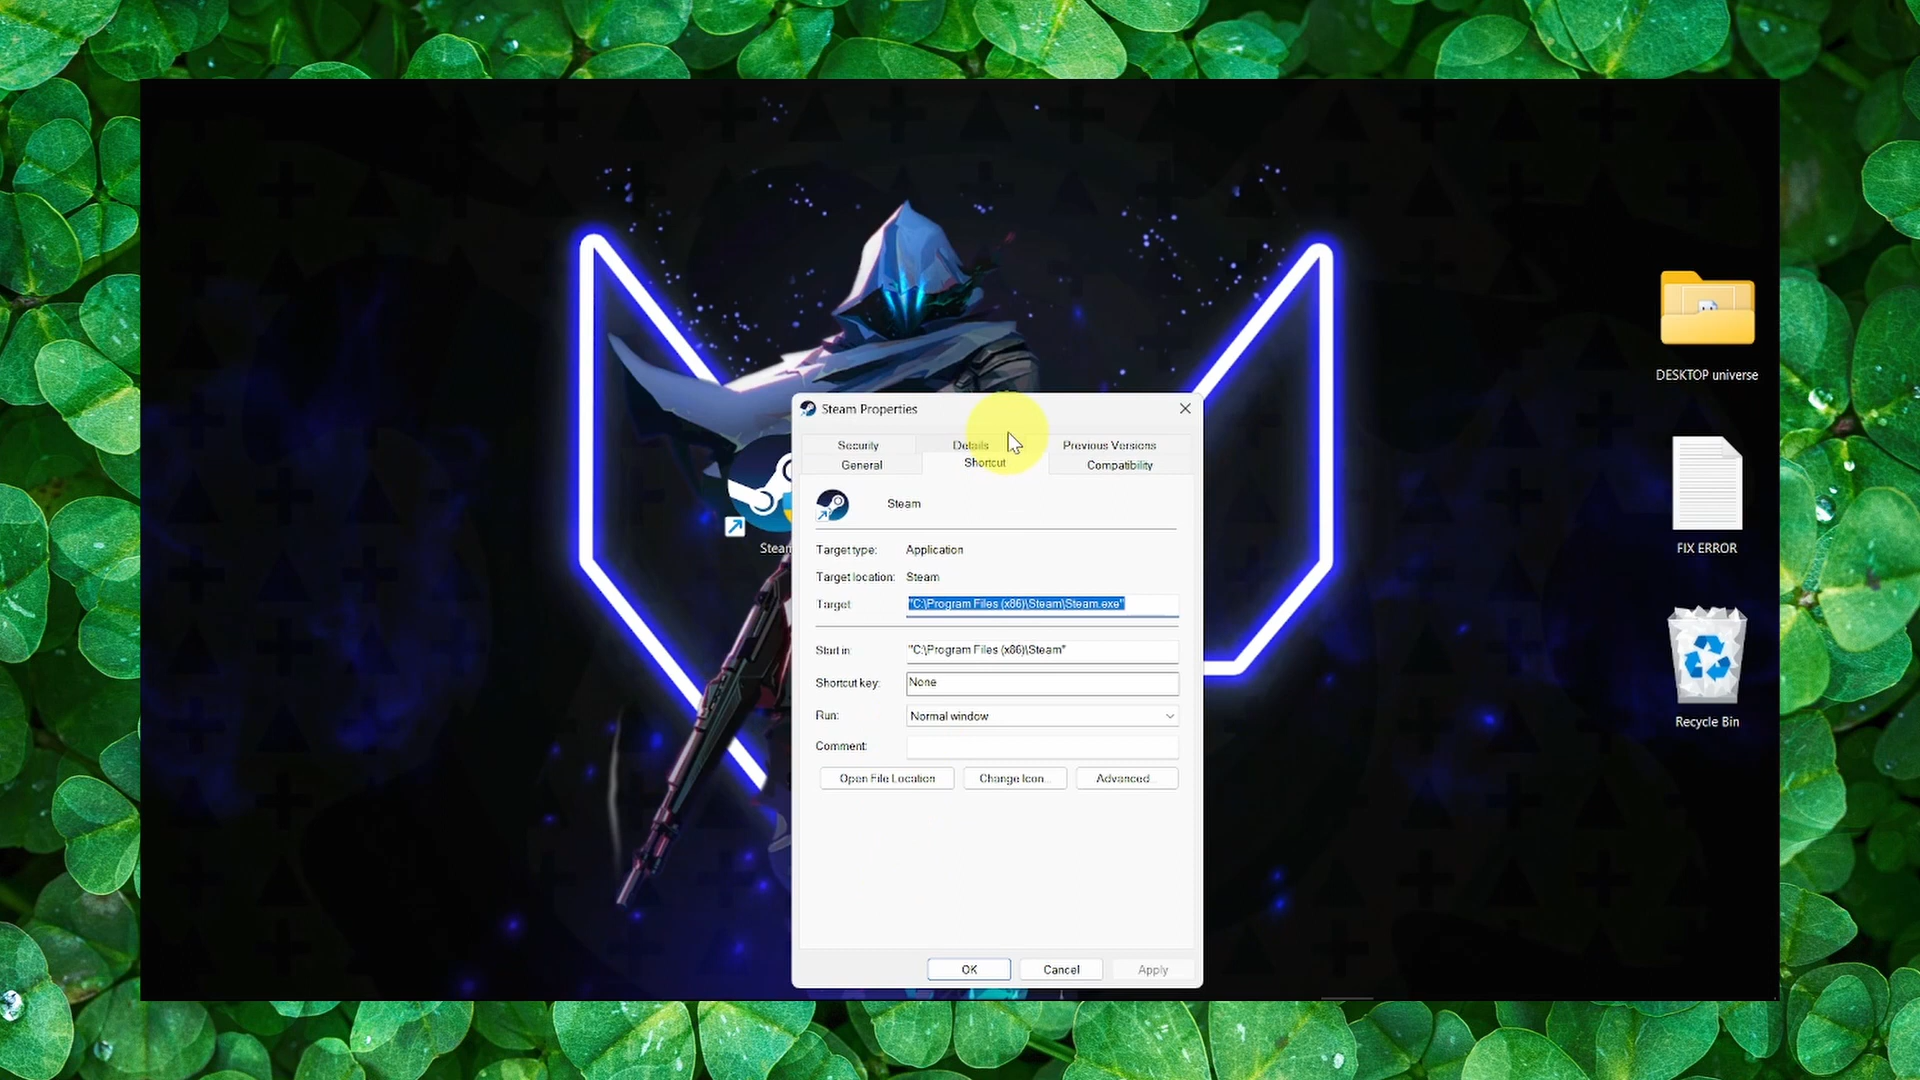 DESKTOP universe
FIX ERROR
Recycle Bin
Steam Properties
Security Details Previous Versions
General Shortcut Compatibility
Steam
Target type: Application
Target location: Steam
Target "C:\Program Files (x86)\Steam\Steam.exe"
Start in: "C:\Program Files (x86)\Steam"
Shortcut key: None
Run: Normal window
Comment:
Open File Location Change Icon... Advanced...
OK Cancel Apply